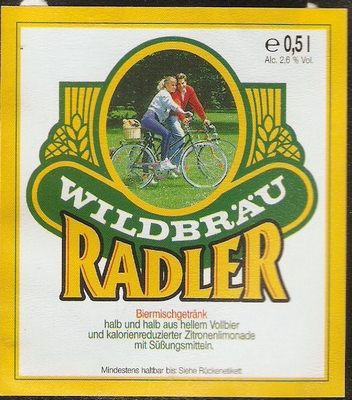 ℮ 0,5 l
Alc. 2,6 % Vol.
WILDBRÄU
RADLER
Biermischgetränk
halb und halb aus hellem Vollbier
und kalorienreduzierter Zitronenlimonade
mit Süßungsmitteln.
Mindestens haltbar bis: Siehe Rückenetikett